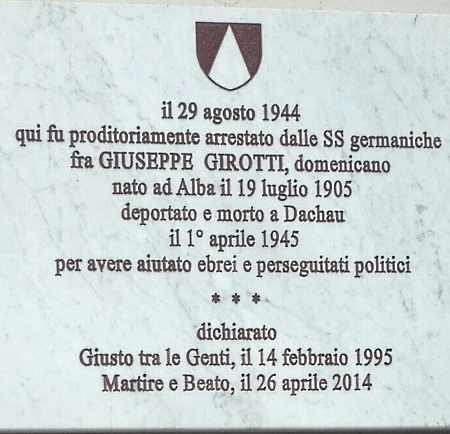 il 29 agosto 1944
qui fu proditoriamente arrestato dalle SS germaniche
fra GIUSEPPE GIROTTI, domenicano
nato ad Alba il 19 luglio 1905
deportato e morto a Dachau
il 1° aprile 1945
per avere aiutato ebrei e perseguitati politici
* * *
dichiarato
Giusto tra le Genti, il 14 febbraio 1995
Martire e Beato, il 26 aprile 2014